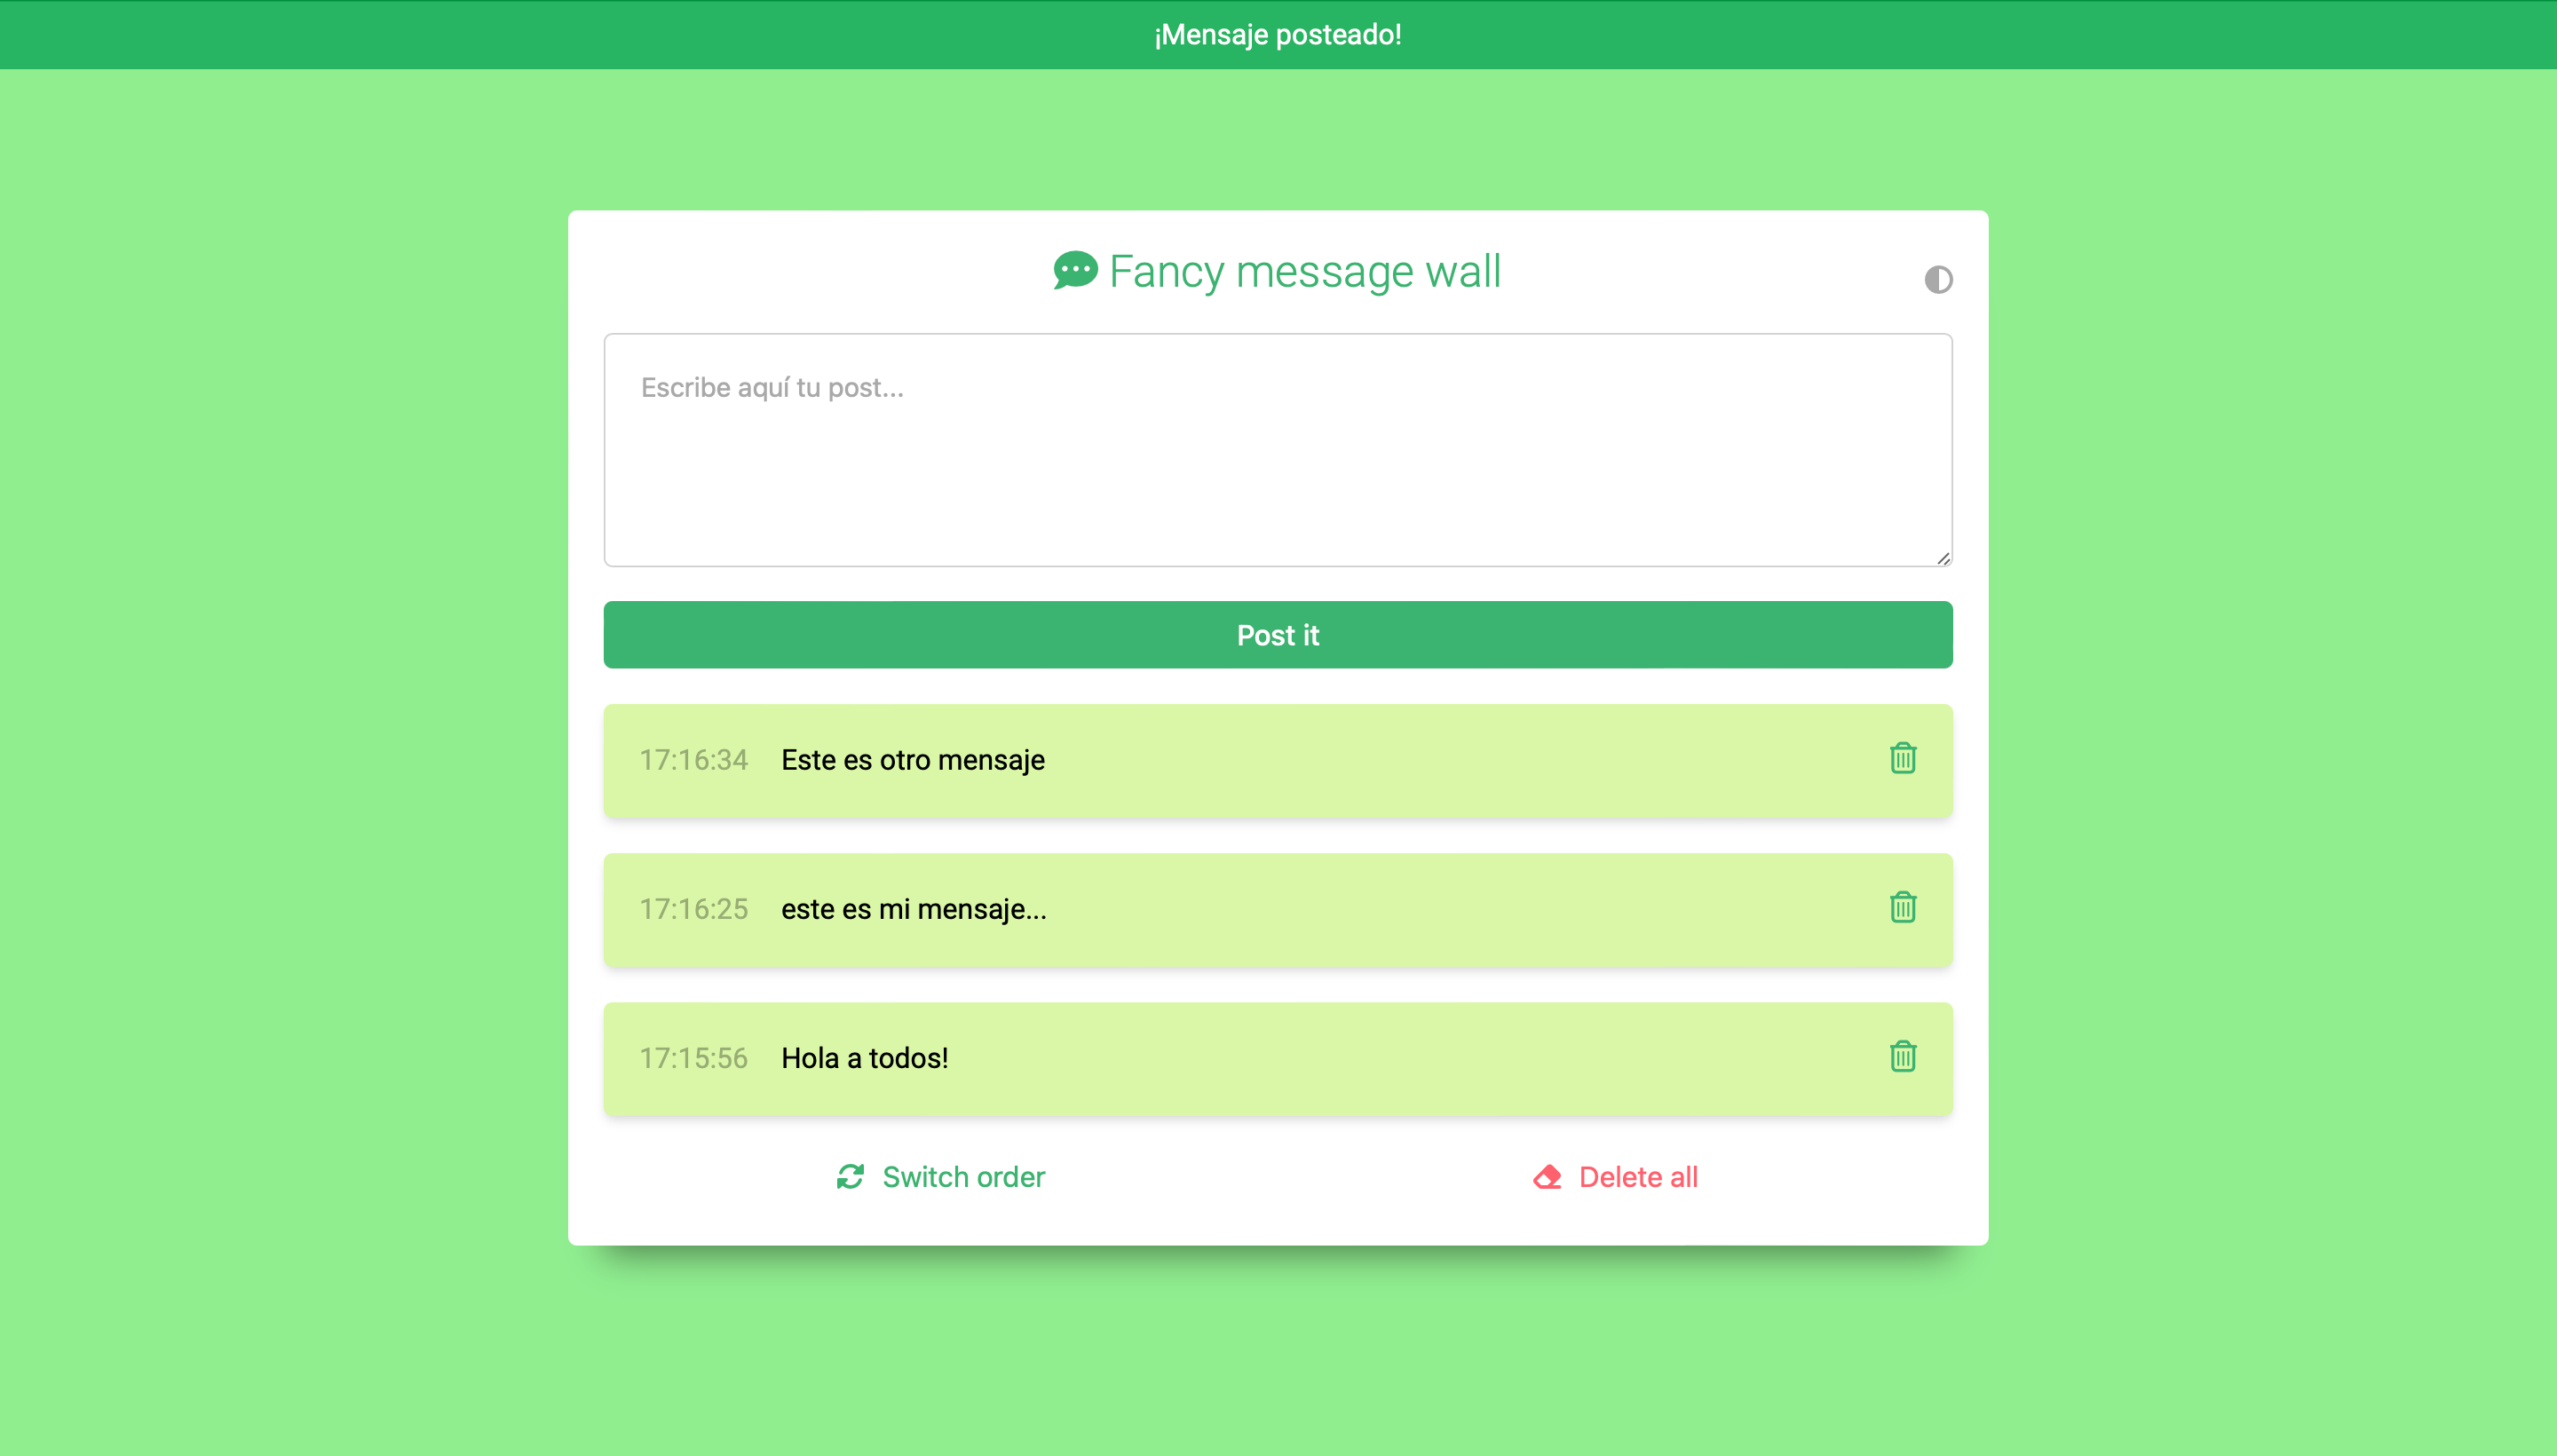 ¡Mensaje posteado!
Fancy message wall
Escribe aquí tu post...
Post it
17:16:34 Este es otro mensaje
17:16:25 este es mi mensaje...
17:15:56 Hola a todos!
Switch order Delete all